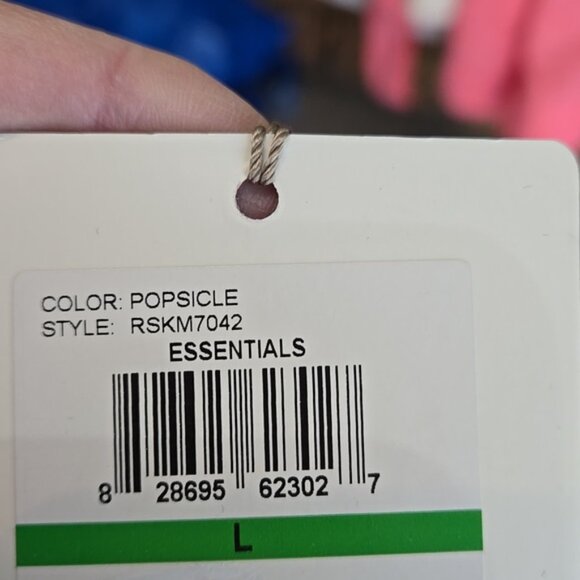 COLOR: POPSICLE
STYLE: RSKM7042
ESSENTIALS
8 28695 62302 7
L